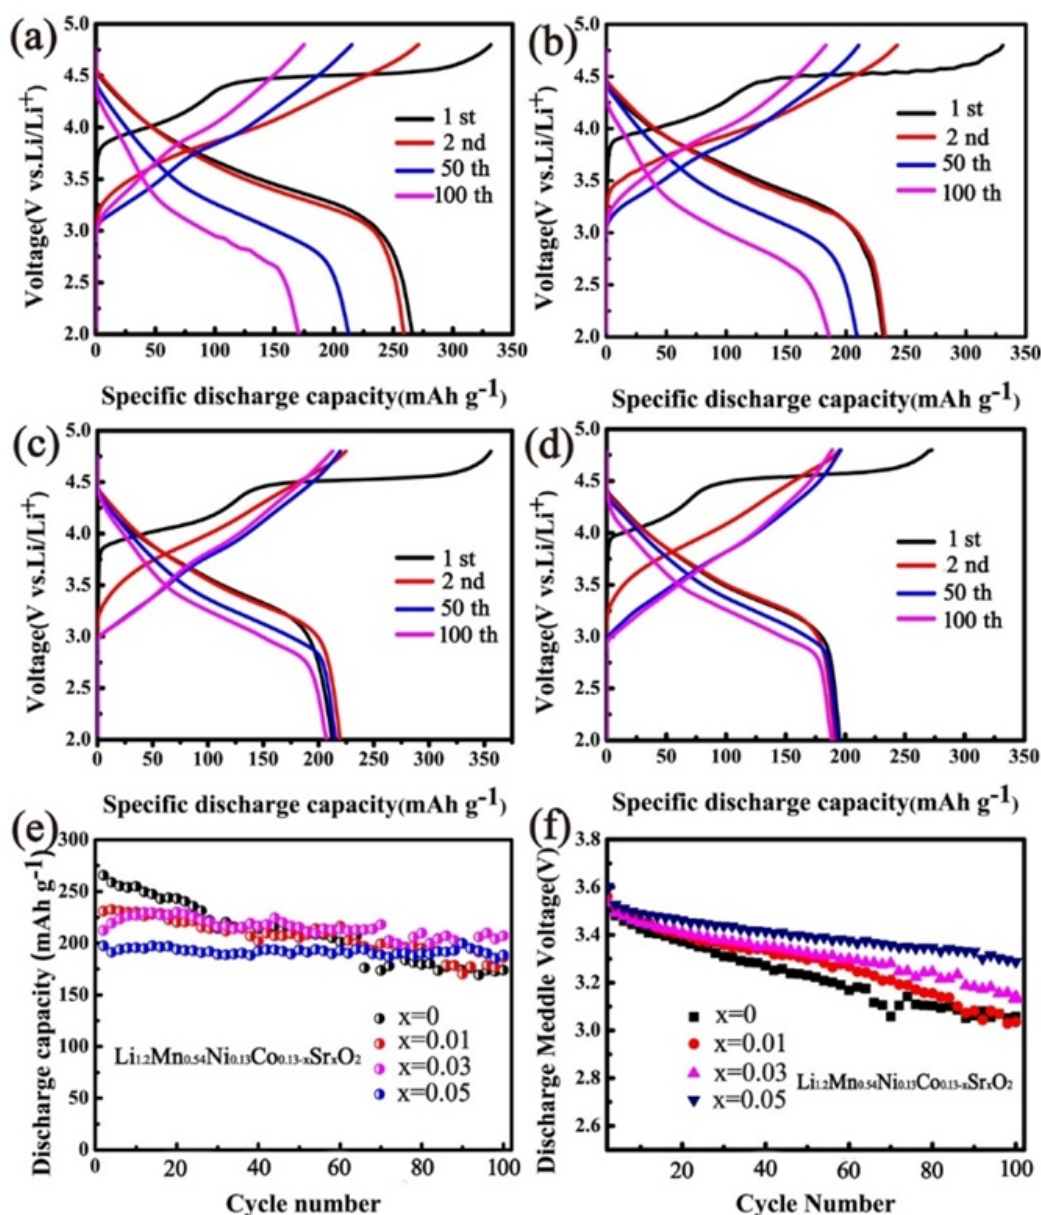 (a)
5.0
4.5
4.0
3.5
3.0
2.5
2.0
Voltage(V vs.Li/Li⁺)
1 st
2 nd
50 th
100 th
0 50 100 150 200 250 300 350
Specific discharge capacity(mAh g⁻¹)
(b)
5.0
4.5
4.0
3.5
3.0
2.5
2.0
Voltage(V vs.Li/Li⁺)
1 st
2 nd
50 th
100 th
0 50 100 150 200 250 300 350
Specific discharge capacity(mAh g⁻¹)
(c)
5.0
4.5
4.0
3.5
3.0
2.5
2.0
Voltage(V vs.Li/Li⁺)
1 st
2 nd
50 th
100 th
0 50 100 150 200 250 300 350
Specific discharge capacity(mAh g⁻¹)
(d)
5.0
4.5
4.0
3.5
3.0
2.5
2.0
Voltage(V vs.Li/Li⁺)
1 st
2 nd
50 th
100 th
0 50 100 150 200 250 300 350
Specific discharge capacity(mAh g⁻¹)
(e)
300
250
200
150
100
50
0
Discharge capacity (mAh g⁻¹)
x=0
x=0.01
x=0.03
x=0.05
Li₁.₂Mn₀.₅₄Ni₀.₁₃Co₀.₁₃₋ₓSrₓO₂
0 20 40 60 80 100
Cycle number
(f)
3.8
3.6
3.4
3.2
3.0
2.8
2.6
Discharge Meddle Voltage(V)
x=0
x=0.01
x=0.03
x=0.05
Li₁.₂Mn₀.₅₄Ni₀.₁₃Co₀.₁₃₋ₓSrₓO₂
20 40 60 80 100
Cycle Number